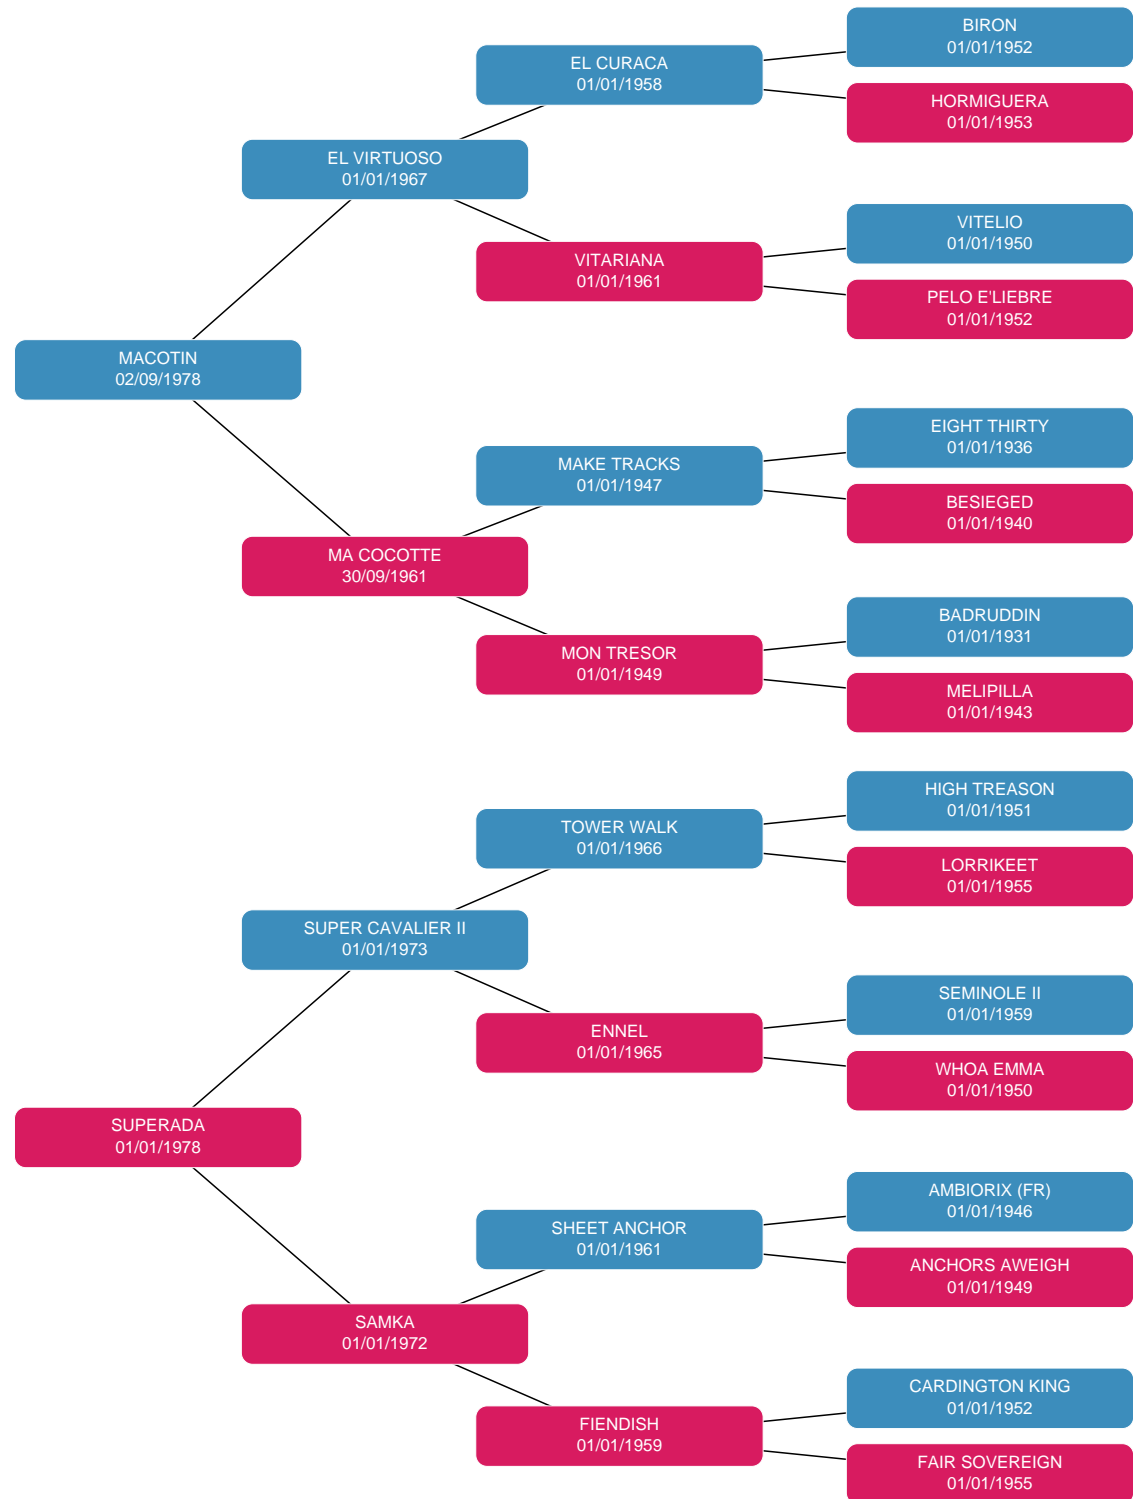 BIRON
01/01/1952
EL CURACA
01/01/1958
HORMIGUERA
01/01/1953
EL VIRTUOSO
01/01/1967
VITELIO
01/01/1950
VITARIANA
01/01/1961
PELO E'LIEBRE
01/01/1952
MACOTIN
02/09/1978
EIGHT THIRTY
01/01/1936
MAKE TRACKS
01/01/1947
BESIEGED
01/01/1940
MA COCOTTE
30/09/1961
BADRUDDIN
01/01/1931
MON TRESOR
01/01/1949
MELIPILLA
01/01/1943
HIGH TREASON
01/01/1951
TOWER WALK
01/01/1966
LORRIKEET
01/01/1955
SUPER CAVALIER II
01/01/1973
SEMINOLE II
01/01/1959
ENNEL
01/01/1965
WHOA EMMA
01/01/1950
SUPERADA
01/01/1978
AMBIORIX (FR)
01/01/1946
SHEET ANCHOR
01/01/1961
ANCHORS AWEIGH
01/01/1949
SAMKA
01/01/1972
CARDINGTON KING
01/01/1952
FIENDISH
01/01/1959
FAIR SOVEREIGN
01/01/1955